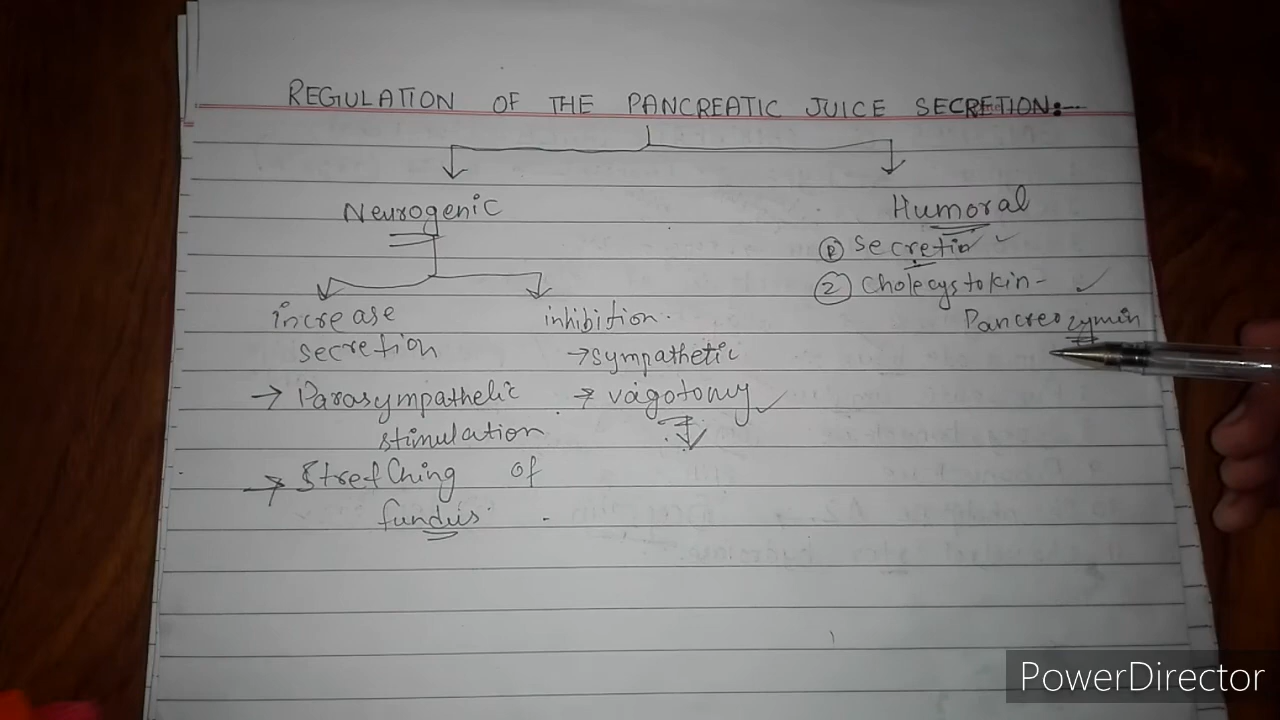 REGULATION OF THE PANCREATIC JUICE SECRETION:-
Neurogenic
Humoral
① Secretin
② Cholecystokin-
Pancreozymin
increase
secretion
inhibition.
→ Sympathetic
→ vagotomy
→ Parasympathetic
stimulation
→ Stretching of
fundus.
PowerDirector